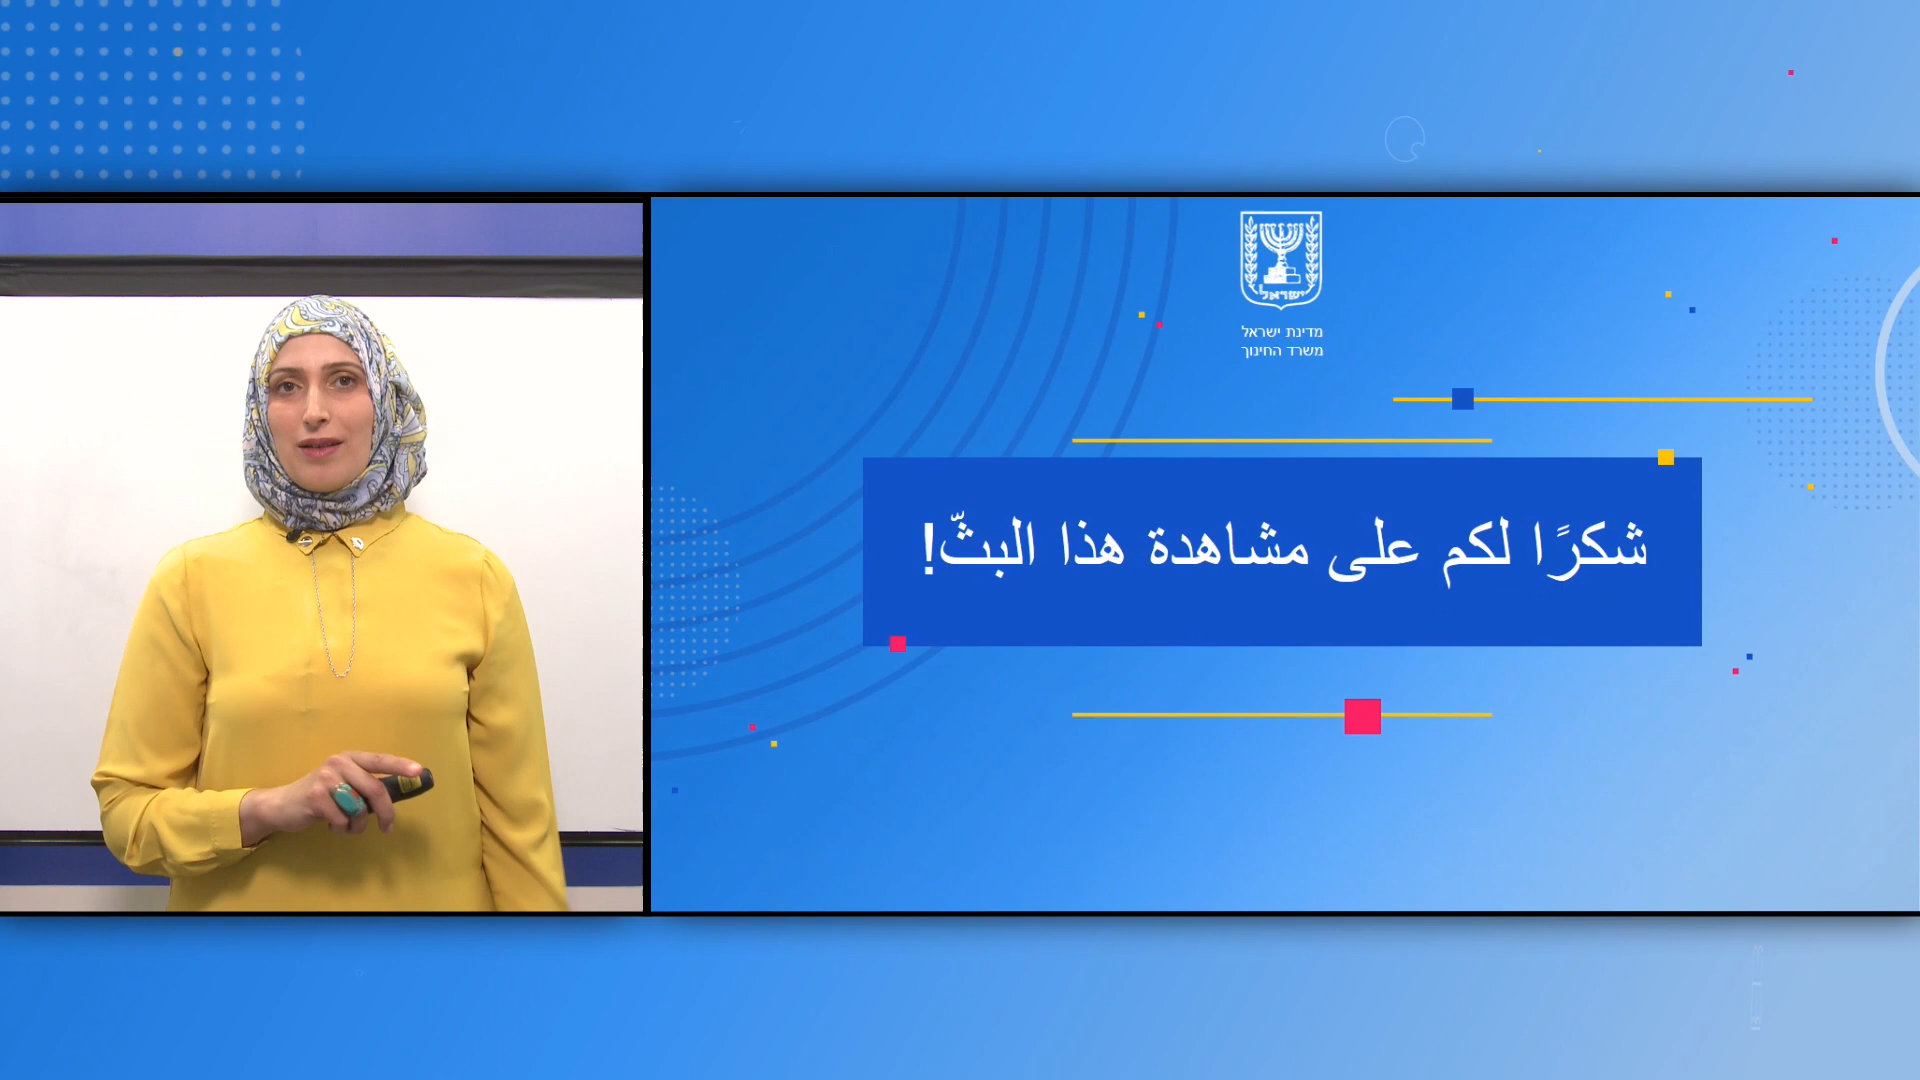 ישראל
מדינת ישראל
משרד החינוך
شكرًا لكم على مشاهدة هذا البثّ!